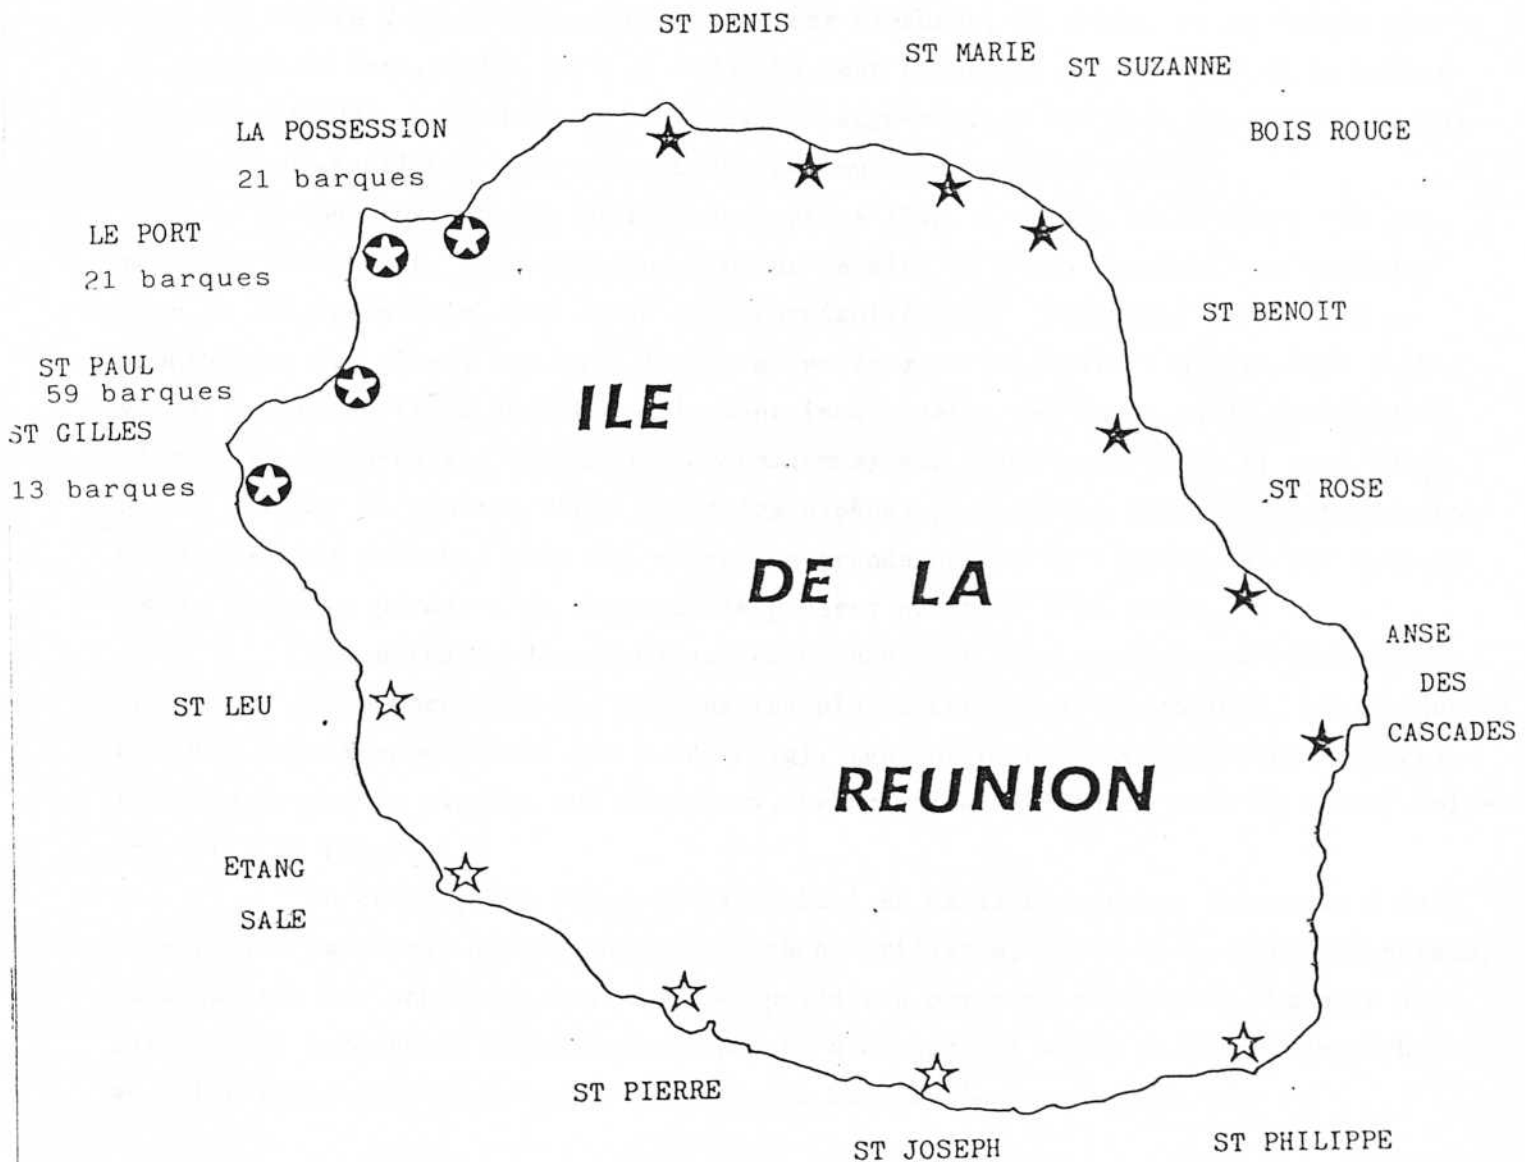 ST DENIS
ST MARIE
ST SUZANNE
BOIS ROUGE
LA POSSESSION
21 barques
LE PORT
21 barques
ST BENOIT
ST PAUL
59 barques
ST GILLES
13 barques
ILE
ST ROSE
DE LA
ANSE
DES
CASCADES
ST LEU
REUNION
ETANG
SALE
ST PIERRE
ST JOSEPH
ST PHILIPPE